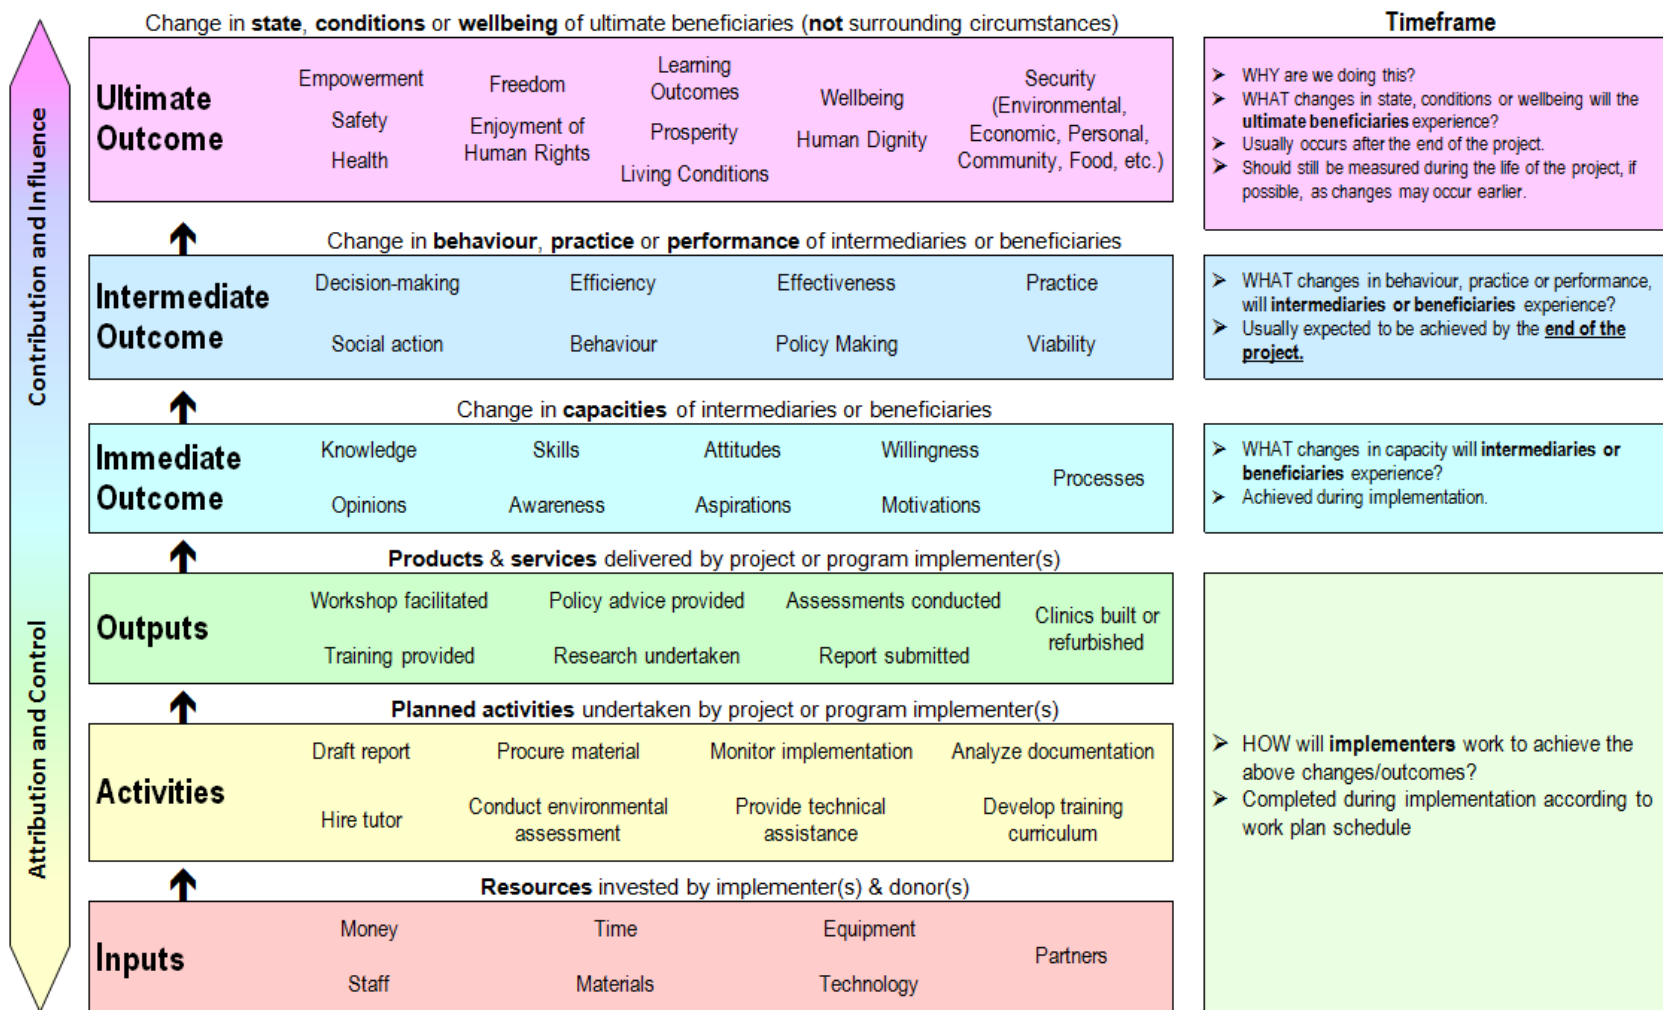 Change in state, conditions or wellbeing of ultimate beneficiaries (not surrounding circumstances)
Timeframe
Contribution and Influence
Attribution and Control
Ultimate
Outcome
Empowerment
Safety
Health
Freedom
Enjoyment of
Human Rights
Learning
Outcomes
Prosperity
Living Conditions
Wellbeing
Human Dignity
Security
(Environmental,
Economic, Personal,
Community, Food, etc.)
➢ WHY are we doing this?
➢ WHAT changes in state, conditions or wellbeing will the
ultimate beneficiaries experience?
➢ Usually occurs after the end of the project.
➢ Should still be measured during the life of the project, if
possible, as changes may occur earlier.
Change in behaviour, practice or performance of intermediaries or beneficiaries
Intermediate
Outcome
Decision-making
Efficiency
Effectiveness
Practice
Social action
Behaviour
Policy Making
Viability
➢ WHAT changes in behaviour, practice or performance,
will intermediaries or beneficiaries experience?
➢ Usually expected to be achieved by the end of the
project.
Change in capacities of intermediaries or beneficiaries
Immediate
Outcome
Knowledge
Skills
Attitudes
Willingness
Processes
Opinions
Awareness
Aspirations
Motivations
➢ WHAT changes in capacity will intermediaries or
beneficiaries experience?
➢ Achieved during implementation.
Products & services delivered by project or program implementer(s)
Outputs
Workshop facilitated
Policy advice provided
Assessments conducted
Clinics built or
refurbished
Training provided
Research undertaken
Report submitted
Planned activities undertaken by project or program implementer(s)
Activities
Draft report
Procure material
Monitor implementation
Analyze documentation
Hire tutor
Conduct environmental
assessment
Provide technical
assistance
Develop training
curriculum
➢ HOW will implementers work to achieve the
above changes/outcomes?
➢ Completed during implementation according to
work plan schedule
Resources invested by implementer(s) & donor(s)
Inputs
Money
Time
Equipment
Partners
Staff
Materials
Technology